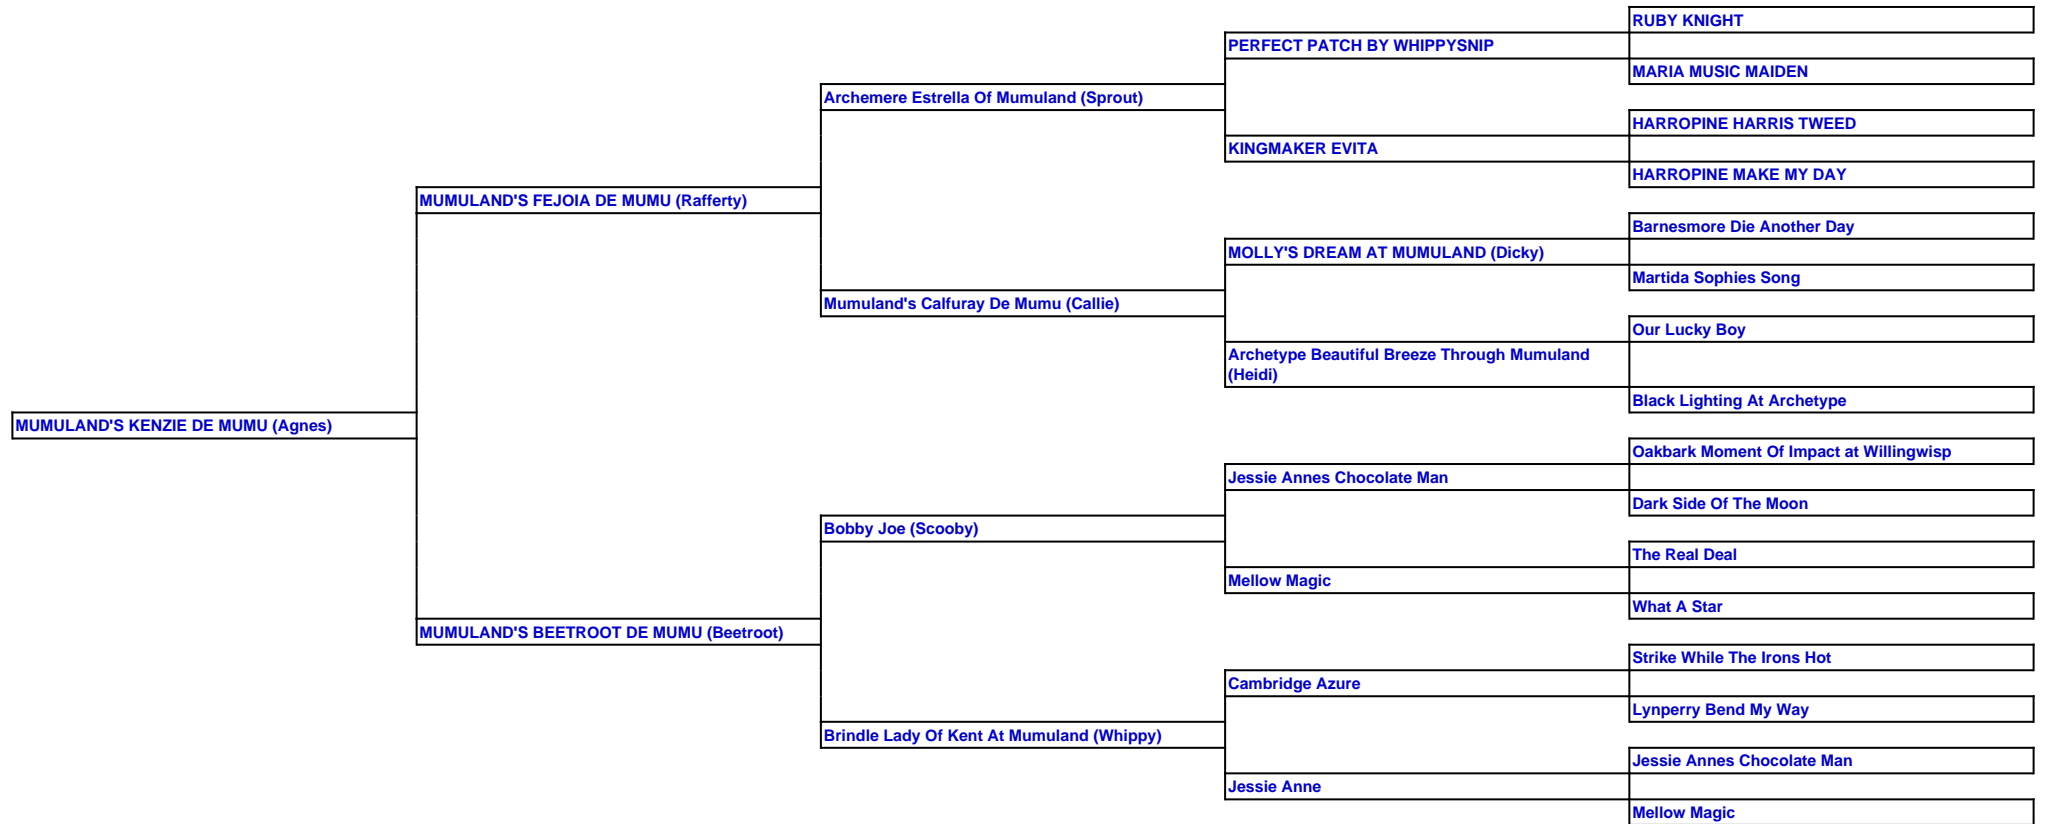 RUBY KNIGHT
PERFECT PATCH BY WHIPPYSNIP
MARIA MUSIC MAIDEN
Archemere Estrella Of Mumuland (Sprout)
HARROPINE HARRIS TWEED
KINGMAKER EVITA
HARROPINE MAKE MY DAY
MUMULAND'S FEJOIA DE MUMU (Rafferty)
Barnesmore Die Another Day
MOLLY'S DREAM AT MUMULAND (Dicky)
Martida Sophies Song
Mumuland's Calfuray De Mumu (Callie)
Our Lucky Boy
Archetype Beautiful Breeze Through Mumuland
(Heidi)
Black Lighting At Archetype
MUMULAND'S KENZIE DE MUMU (Agnes)
Oakbark Moment Of Impact at Willingwisp
Jessie Annes Chocolate Man
Dark Side Of The Moon
Bobby Joe (Scooby)
The Real Deal
Mellow Magic
What A Star
MUMULAND'S BEETROOT DE MUMU (Beetroot)
Strike While The Irons Hot
Cambridge Azure
Lynperry Bend My Way
Brindle Lady Of Kent At Mumuland (Whippy)
Jessie Annes Chocolate Man
Jessie Anne
Mellow Magic